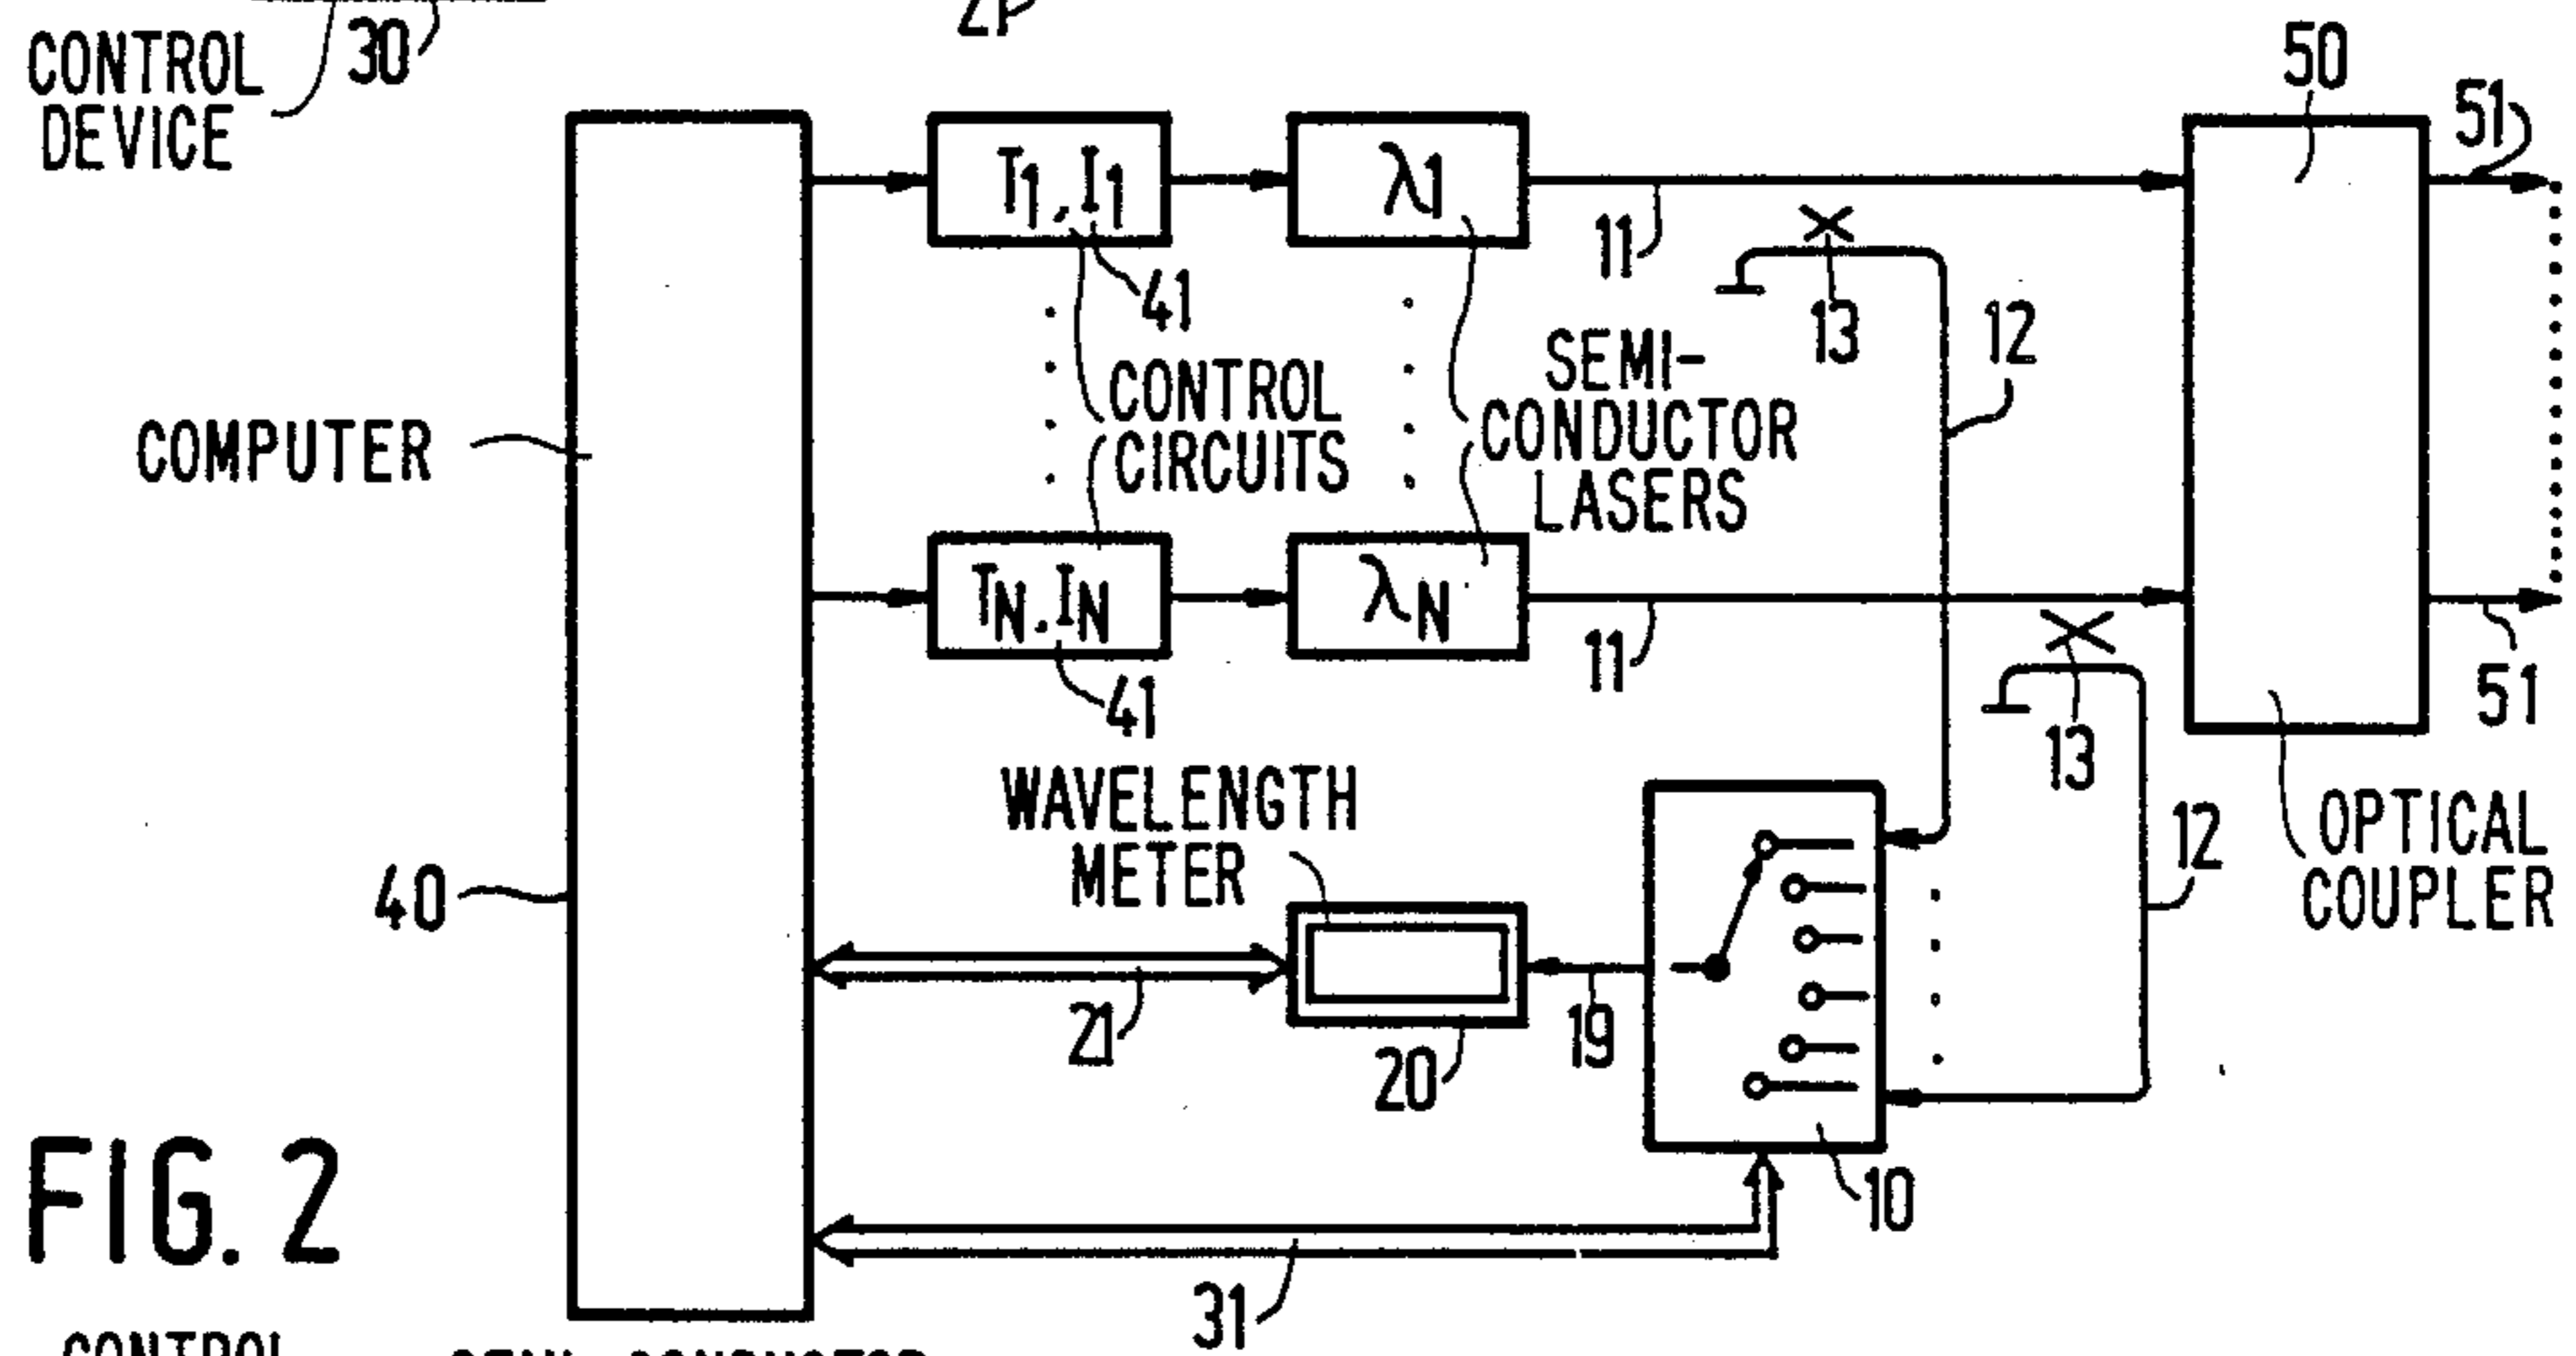 CONTROL
DEVICE
30
21
50
51
T1, I1
λ1
11
41
13
12
SEMI-
CONDUCTOR
LASERS
CONTROL
CIRCUITS
COMPUTER
TN, IN
λN
11
41
13
51
WAVELENGTH
METER
12
OPTICAL
COUPLER
40
21
20
19
10
31
FIG. 2
CONTROL